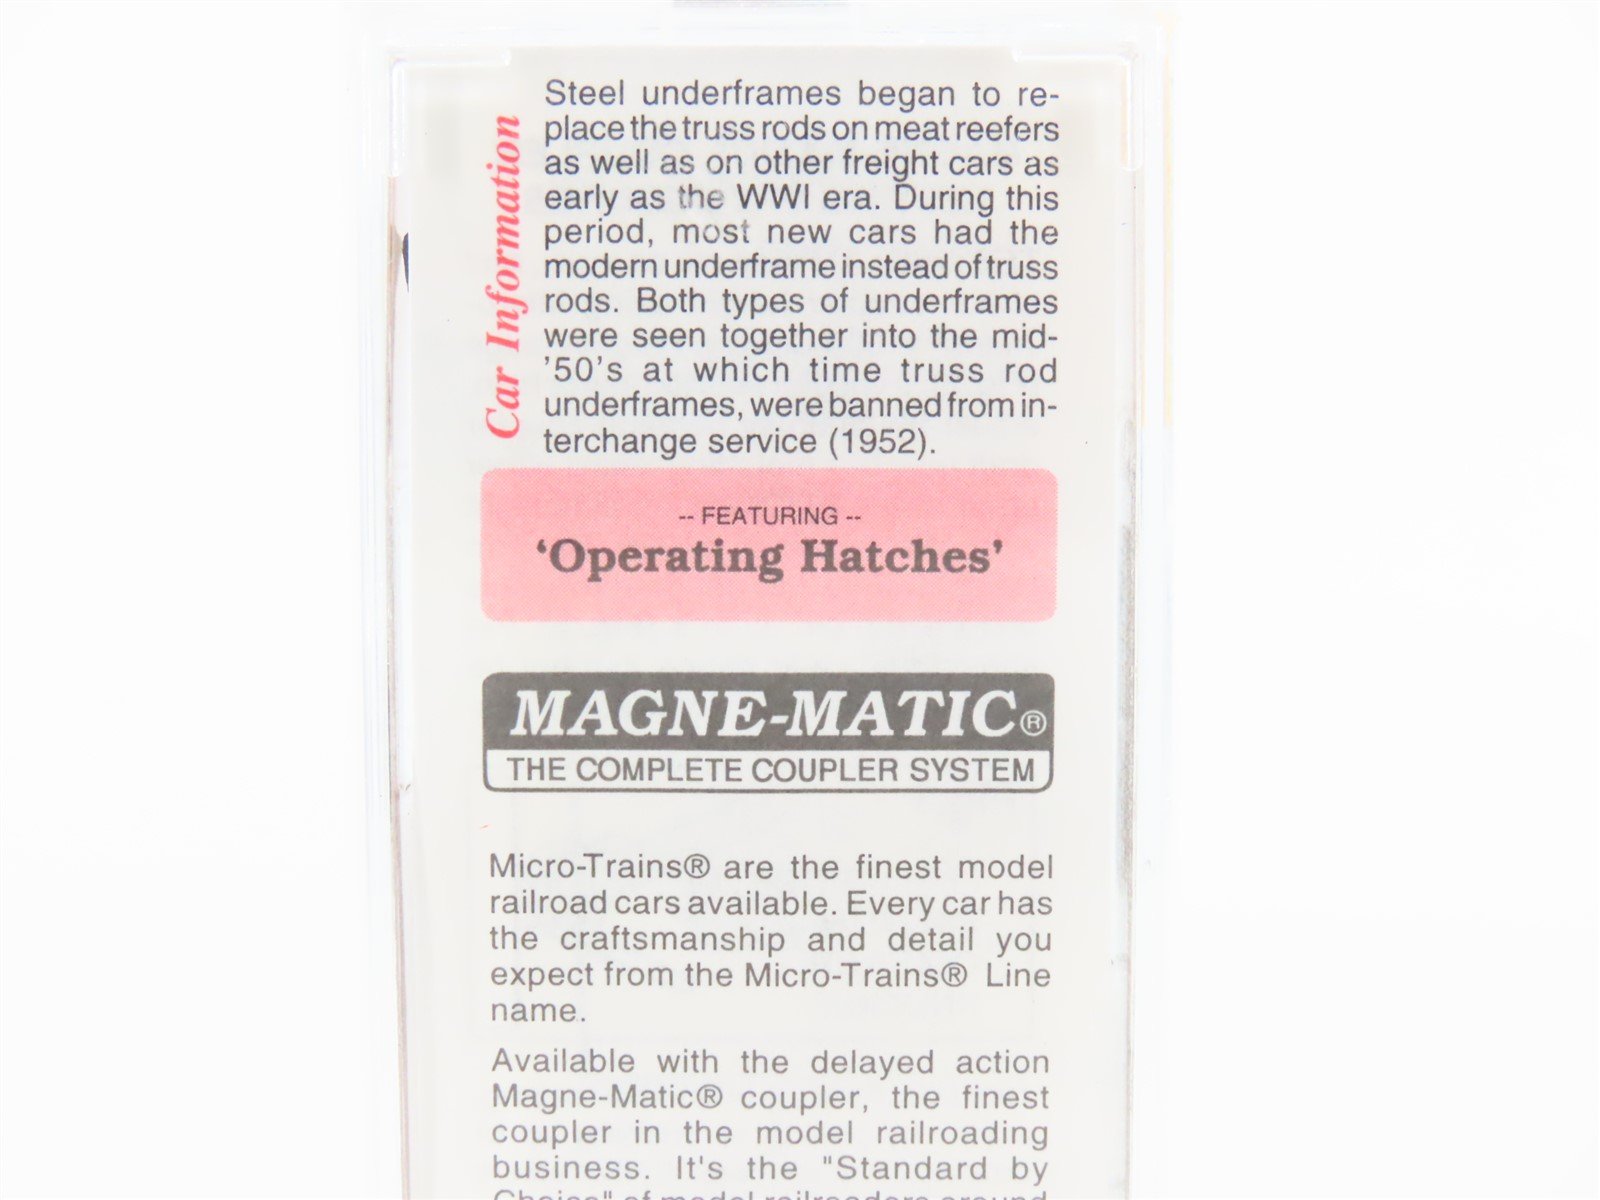 Car Information
Steel underframes began to re-
place the truss rods on meat reefers
as well as on other freight cars as
early as the WWI era. During this
period, most new cars had the
modern underframe instead of truss
rods. Both types of underframes
were seen together into the mid-
'50's at which time truss rod
underframes, were banned from in-
terchange service (1952).
-- FEATURING --
'Operating Hatches'
MAGNE-MATIC®
THE COMPLETE COUPLER SYSTEM
Micro-Trains® are the finest model
railroad cars available. Every car has
the craftsmanship and detail you
expect from the Micro-Trains® Line
name.
Available with the delayed action
Magne-Matic® coupler, the finest
coupler in the model railroading
business. It's the "Standard by
Choice" of model railroaders around